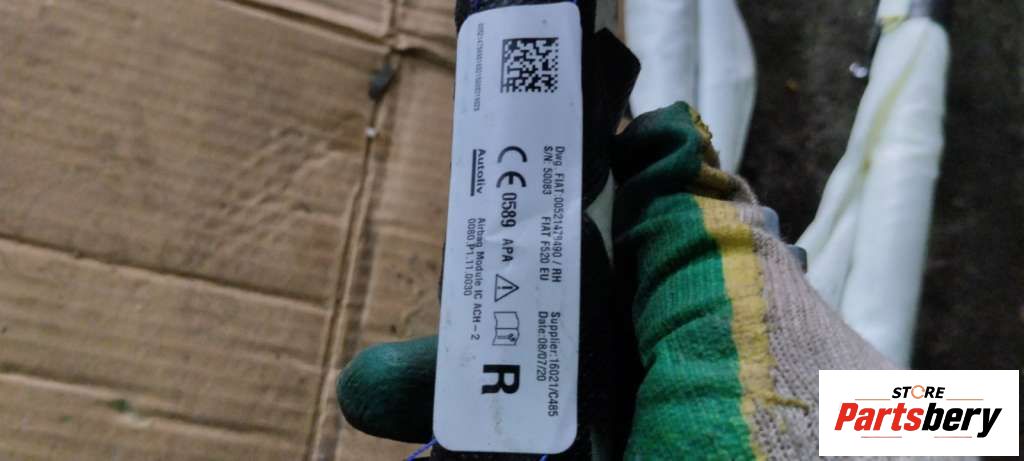 Dwg. FIAT 00521479490 / RH
S/N: 50083 FIAT F520 EU
Supplier:16021/C485
Date:08/07/20
CE 0589 APA
R
Autoliv
Airbag Module IC ACH-2
0080.P1.11.0030
STORE
Partsbery